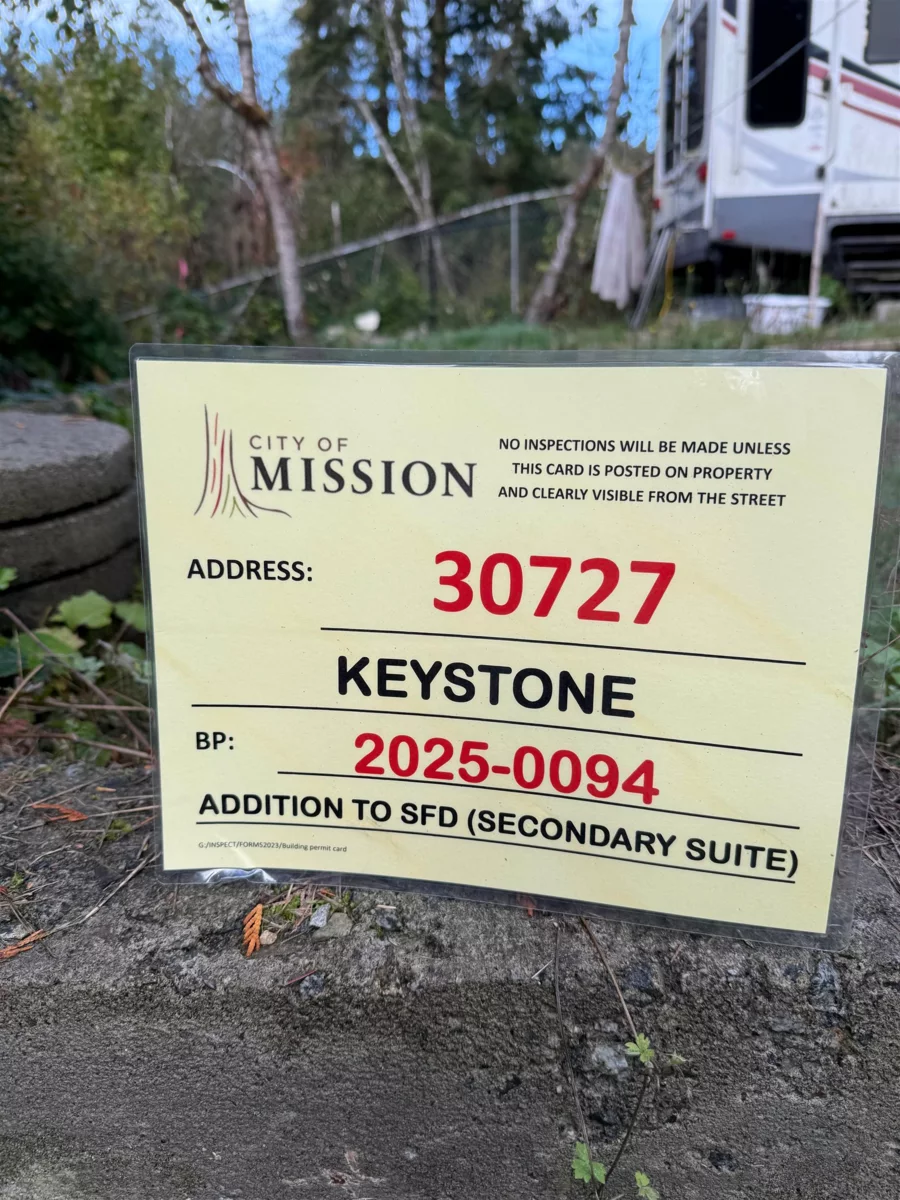 CITY OF
MISSION
NO INSPECTIONS WILL BE MADE UNLESS
THIS CARD IS POSTED ON PROPERTY
AND CLEARLY VISIBLE FROM THE STREET
ADDRESS: 30727
KEYSTONE
BP: 2025-0094
ADDITION TO SFD (SECONDARY SUITE)
G:/INSPECT/FORMS2023/Building permit card